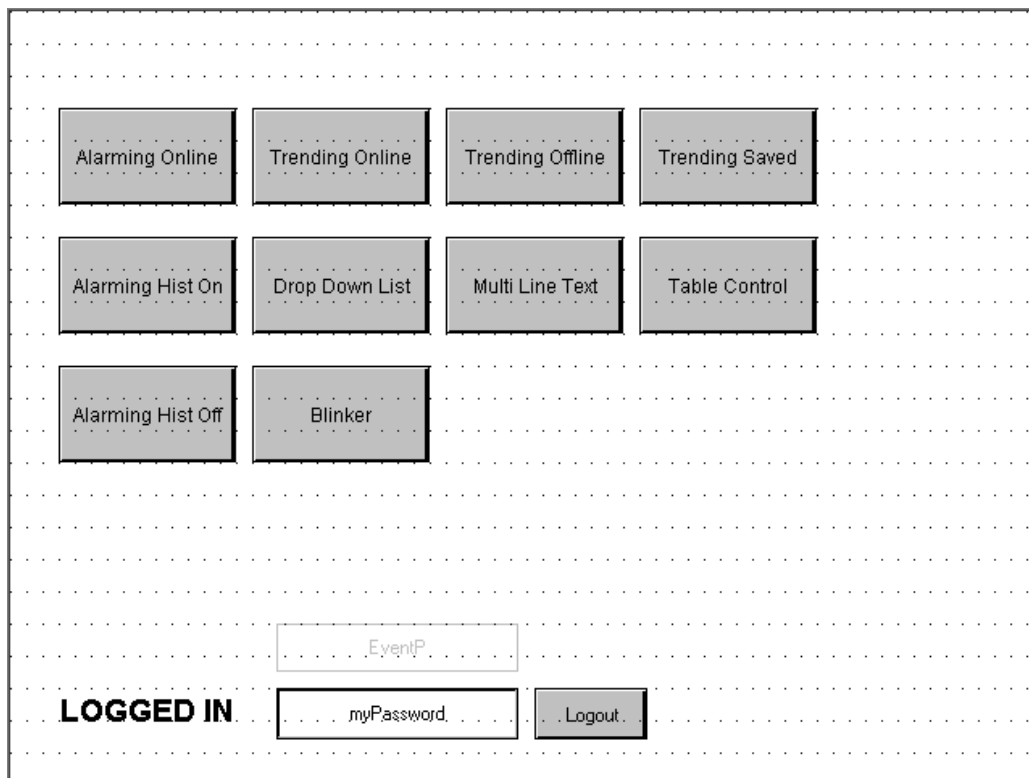 Alarming Online
Trending Online
Trending Offline
Trending Saved
Alarming Hist On
Drop Down List
Multi Line Text
Table Control
Alarming Hist Off
Blinker
EventP
LOGGED IN
myPassword
Logout